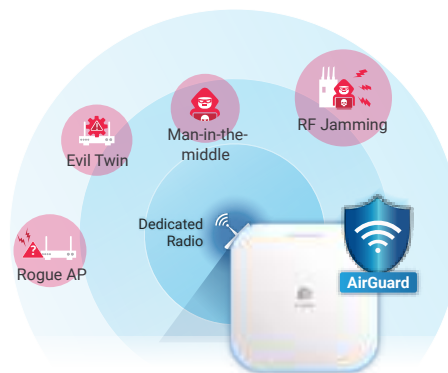 RF Jamming
Man-in-the-
middle
Evil Twin
Rogue AP
Dedicated
Radio
AirGuard